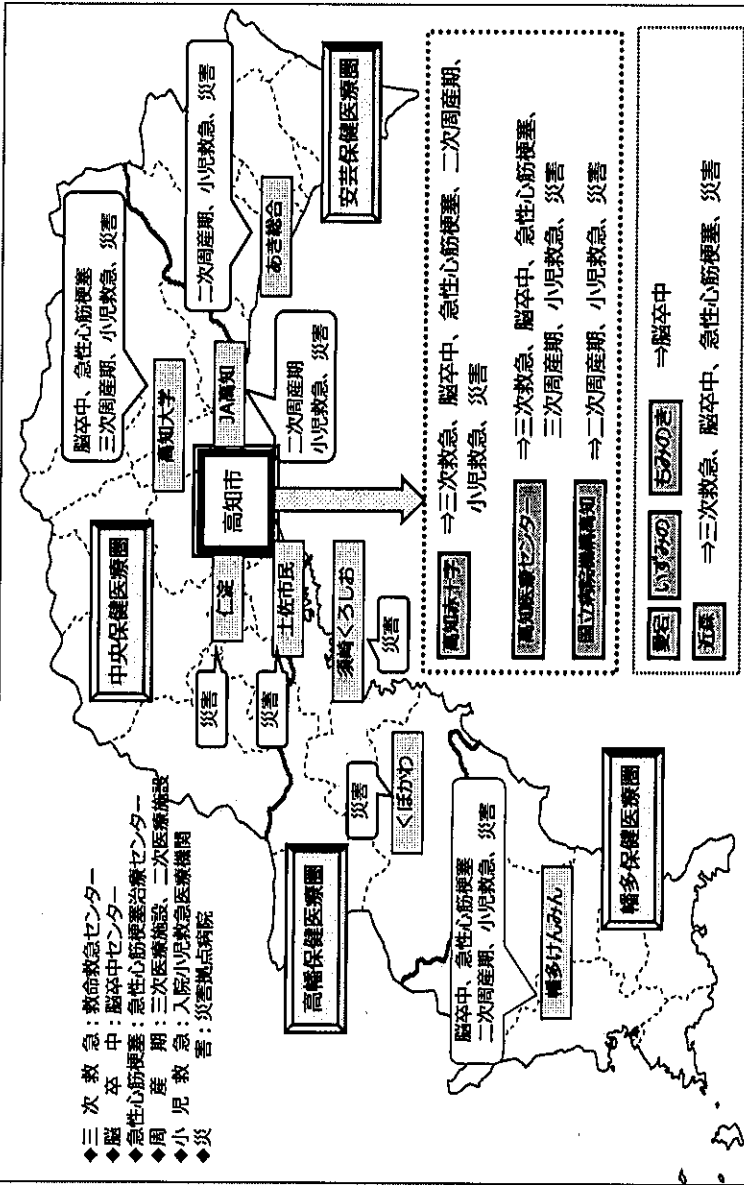 ◆三次救急：救命救急センター
◆脳卒中：脳卒中センター
◆急性心筋梗塞：急性心筋梗塞治療センター
◆周産期：三次医療施設、二次医療施設
◆小児救急：入院小児救急医療機関
◆災害：災害拠点病院
中央保健医療圏
脳卒中、急性心筋梗塞
三次周産期、小児救急、災害
高知大学
二次周産期、小児救急、災害
あき総合
安芸保健医療圏
災害
仁淀
高知市
JA高知
二次周産期
小児救急、災害
災害
土佐市民
須崎くろしお
災害
高幡保健医療圏
災害
くぼかわ
脳卒中、急性心筋梗塞
二次周産期、小児救急、災害
幡多けんみん
幡多保健医療圏
高知赤十字 ⇒三次救急、脳卒中、急性心筋梗塞、二次周産期、
小児救急、災害
高知医療センター ⇒三次救急、脳卒中、急性心筋梗塞、
三次周産期、小児救急、災害
国立病院機構高知 ⇒二次周産期、小児救急、災害
愛宕 いずみの もみのき ⇒脳卒中
近森 ⇒三次救急、脳卒中、急性心筋梗塞、災害